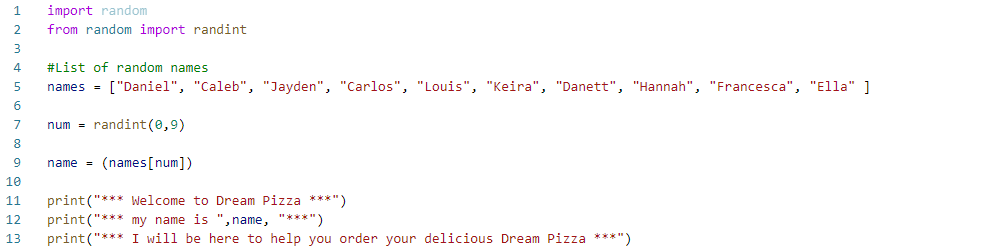 1 import random
2 from random import randint
3
4 #List of random names
5 names = ["Daniel", "Caleb", "Jayden", "Carlos", "Louis", "Keira", "Danett", "Hannah", "Francesca", "Ella" ]
6
7 num = randint(0,9)
8
9 name = (names[num])
10
11 print("*** Welcome to Dream Pizza ***")
12 print("*** my name is ",name, "***")
13 print("*** I will be here to help you order your delicious Dream Pizza ***")